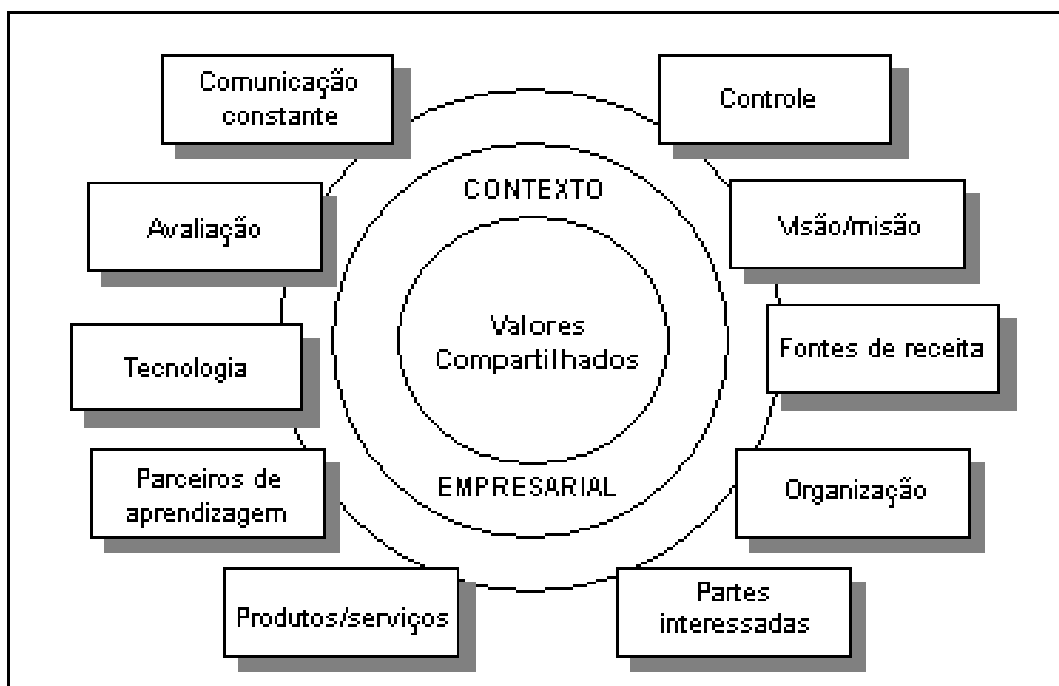 Comunicação
constante
Controle
Avaliação
CONTEXTO
Visão/misão
Valores
Compartilhados
Tecnologia
Fontes de receita
Parceiros de
aprendizagem
EMPRESARIAL
Organização
Produtos/serviços
Partes
interessadas